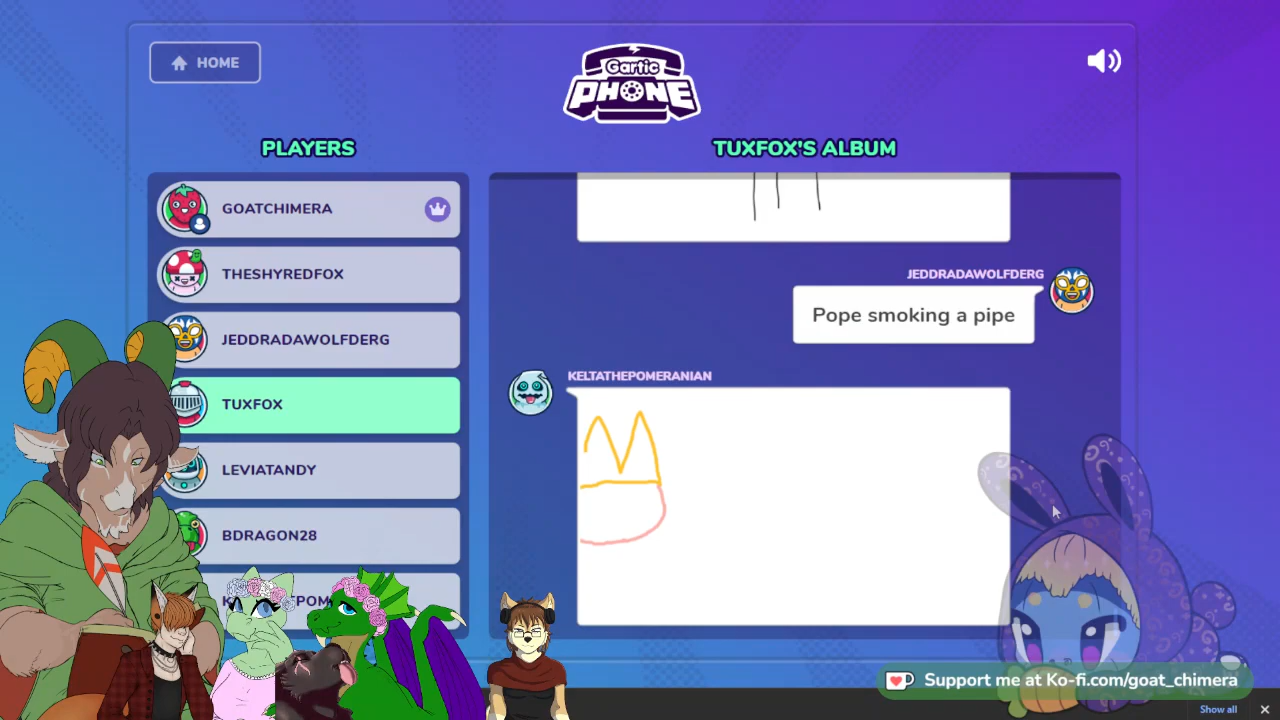 HOME
Gartic
PHONE
PLAYERS
TUXFOX'S ALBUM
GOATCHIMERA
THESHYREDFOX
JEDDRADAWOLFDERG
TUXFOX
LEVIATANDY
BDRAGON28
JEDDRADAWOLFDERG
Pope smoking a pipe
KELTATHEPOMERANIAN
Support me at Ko-fi.com/goat_chimera
Show all